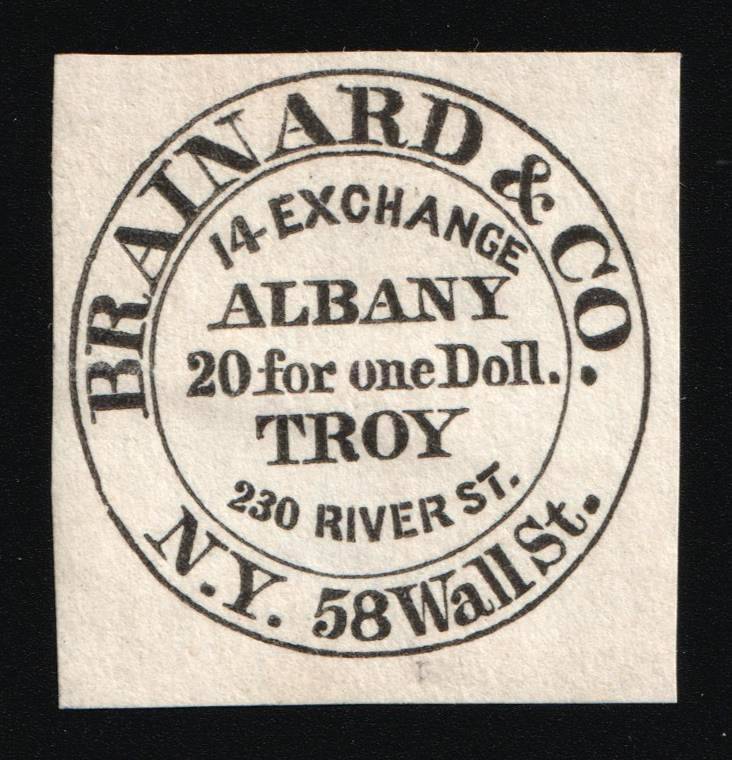 BRAINARD & CO.
14 EXCHANGE
ALBANY
20 for one Doll.
TROY
230 RIVER ST.
N.Y. 58 Wall St.